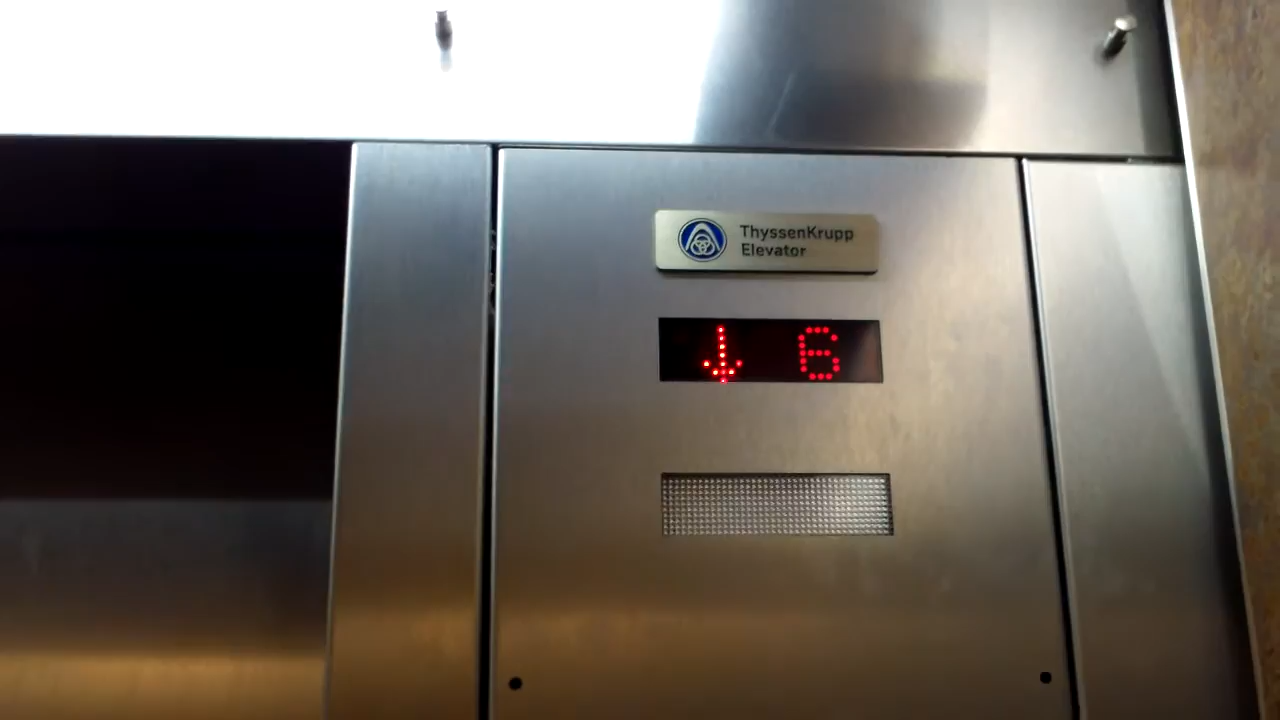 ThyssenKrupp
Elevator
↓ 6